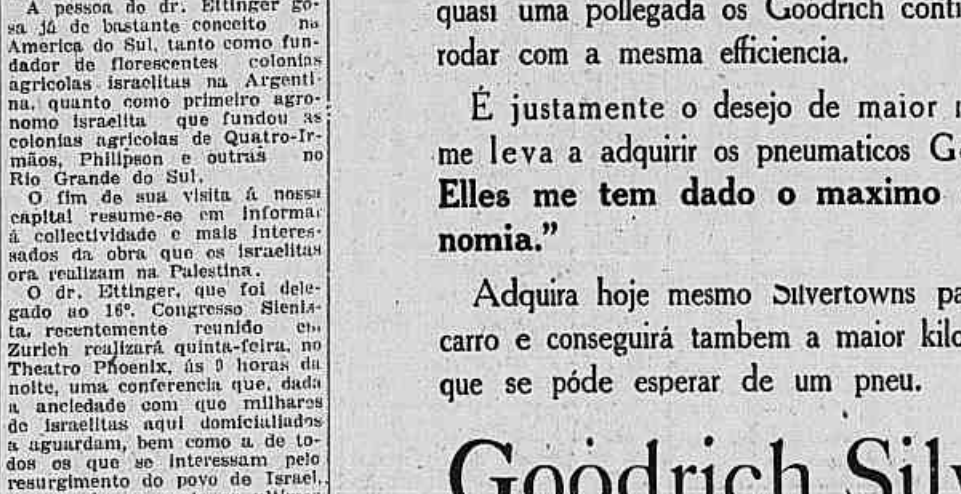 A pessoa do dr. Ettinger go-
sa já de bastante conceito na
America do Sul, tanto como fun-
dador de florescentes colonias
agricolas israelitas na Argenti-
na, quanto como primeiro agro-
nomo israelita que fundou as
colonias agricolas de Quatro-Ir-
mãos, Philipson e outras no
Rio Grande do Sul.
O fim de sua visita á nossa
capital resume-se em informar
á collectividade e mais interes-
sados da obra que os israelitas
ora realizam na Palestina.
O dr. Ettinger, que foi dele-
gado ao 16°. Congresso Sienis-
ta, recentemente reunido em
Zurich realizará quinta-feira, no
Theatro Phoenix, ás 9 horas da
noite, uma conferencia que, dada
a anciedade com que milhares
de israelitas aqui domiciliados
a aguardam, bem como a de to-
dos os que se interessam pelo
resurgimento do povo de Israel,
quasi uma pollegada os Goodrich conti
rodar com a mesma efficiencia.
É justamente o desejo de maior
me leva a adquirir os pneumaticos G
Elles me tem dado o maximo
nomia.”
Adquira hoje mesmo Silvertowns pa
carro e conseguirá tambem a maior kilo
que se póde esperar de um pneu.
Goodrich Silv